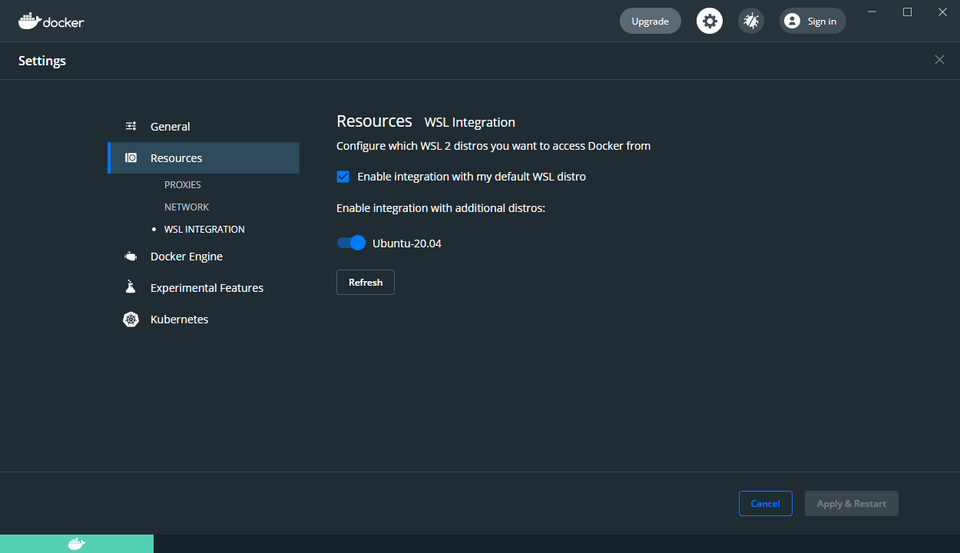 docker
Upgrade
Sign in
Settings
General
Resources
PROXIES
NETWORK
WSL INTEGRATION
Docker Engine
Experimental Features
Kubernetes
Resources WSL Integration
Configure which WSL 2 distros you want to access Docker from
Enable integration with my default WSL distro
Enable integration with additional distros:
Ubuntu-20.04
Refresh
Cancel
Apply & Restart